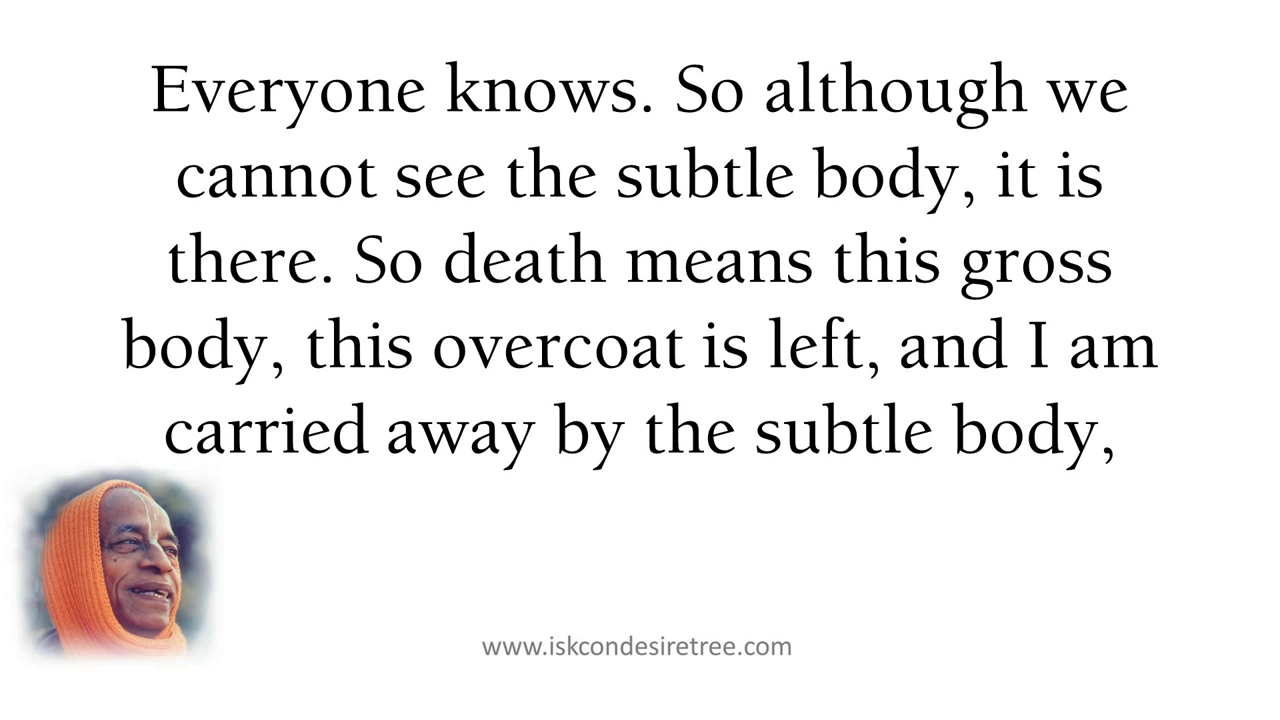 Everyone knows. So although we
cannot see the subtle body, it is
there. So death means this gross
body, this overcoat is left, and I am
carried away by the subtle body,
www.iskcondesiretree.com